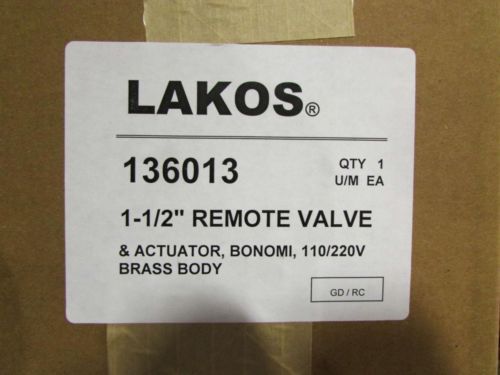 LAKOS®
136013 QTY 1
U/M EA
1-1/2" REMOTE VALVE
& ACTUATOR, BONOMI, 110/220V
BRASS BODY
GD / RC